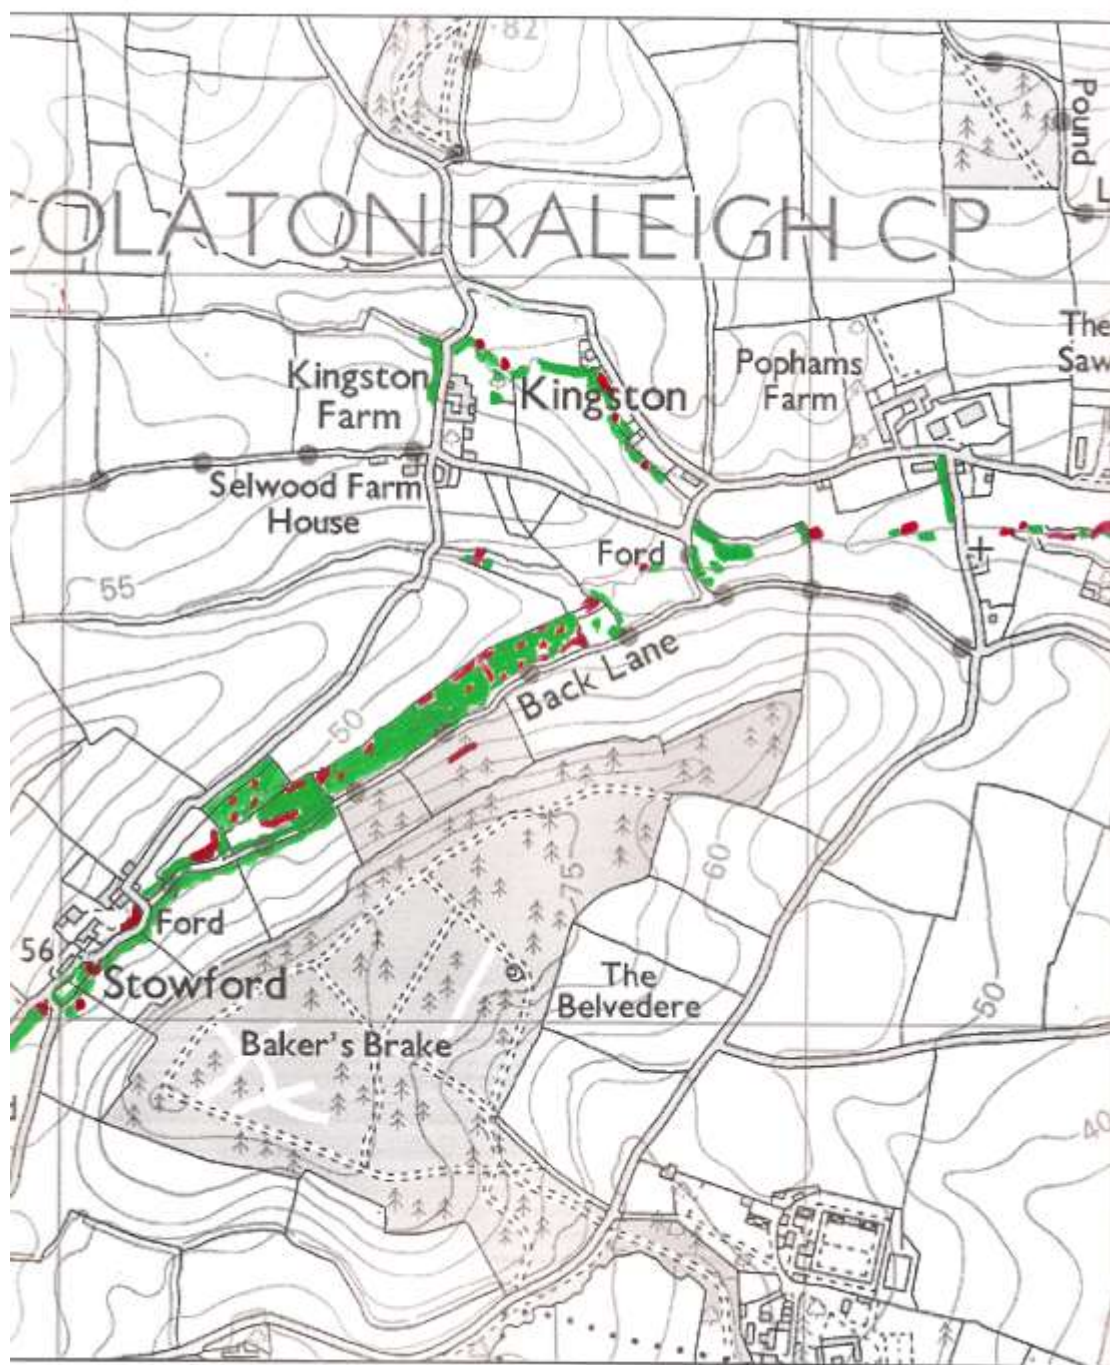 82
Pound
L
COLATON RALEIGH CP
The
Saw
Kingston
Farm
Kingston
Pophams
Farm
Selwood Farm
House
Ford
55
Back Lane
50
60
75
Ford
56
Stowford
The
Belvedere
50
Baker's Brake
40